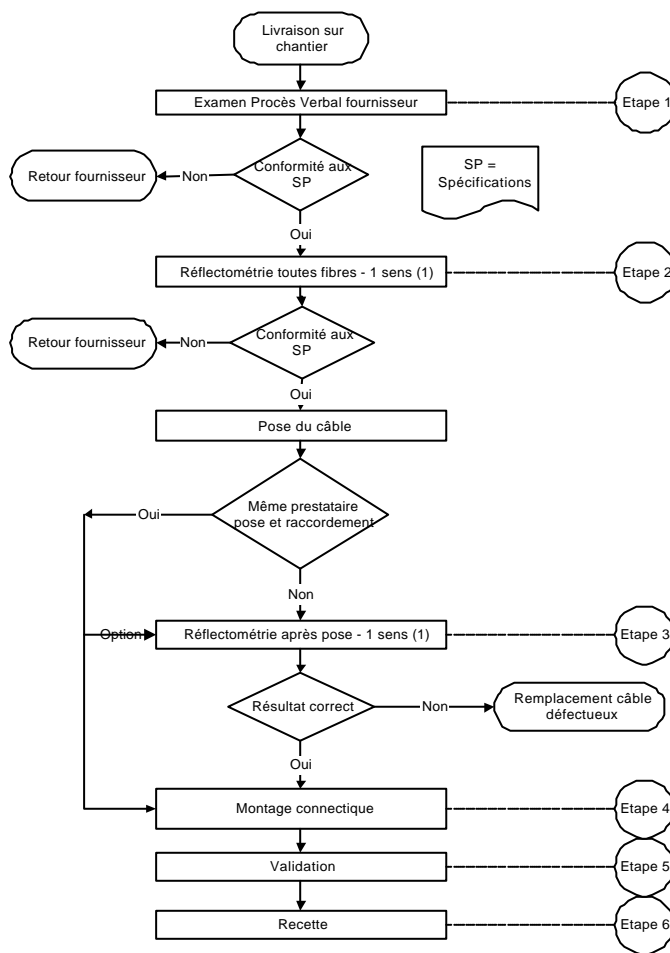 Livraison sur
chantier
Examen Procès Verbal fournisseur
Etape 1
Conformité aux
SP
Non
Retour fournisseur
SP =
Spécifications
Oui
Réflectométrie toutes fibres - 1 sens (1)
Etape 2
Conformité aux
SP
Non
Retour fournisseur
Oui
Pose du câble
Même prestataire
pose et raccordement
Oui
Non
Option
Réflectométrie après pose - 1 sens (1)
Etape 3
Résultat correct
Non
Remplacement câble
défectueux
Oui
Montage connectique
Etape 4
Validation
Etape 5
Recette
Etape 6